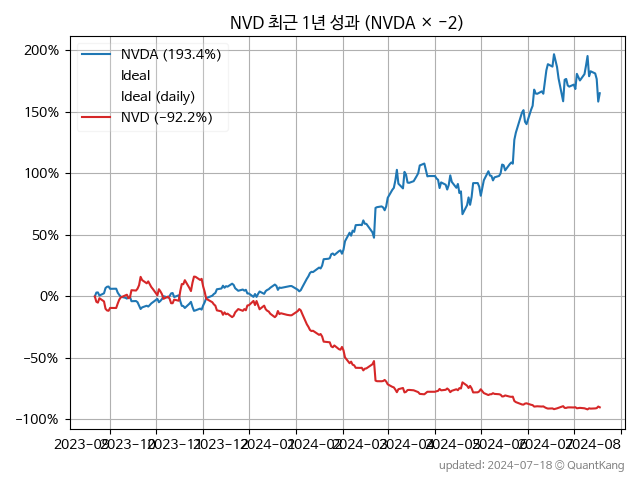 NVD 최근 1년 성과 (NVDA × −2)
NVDA (193.4%)
Ideal
Ideal (daily)
NVD (−92.2%)
200%
150%
100%
50%
0%
−50%
−100%
2023-09 2023-10 2023-11 2023-12 2024-01 2024-02 2024-03 2024-04 2024-05 2024-06 2024-07 2024-08
updated: 2024-07-18 © QuantKang